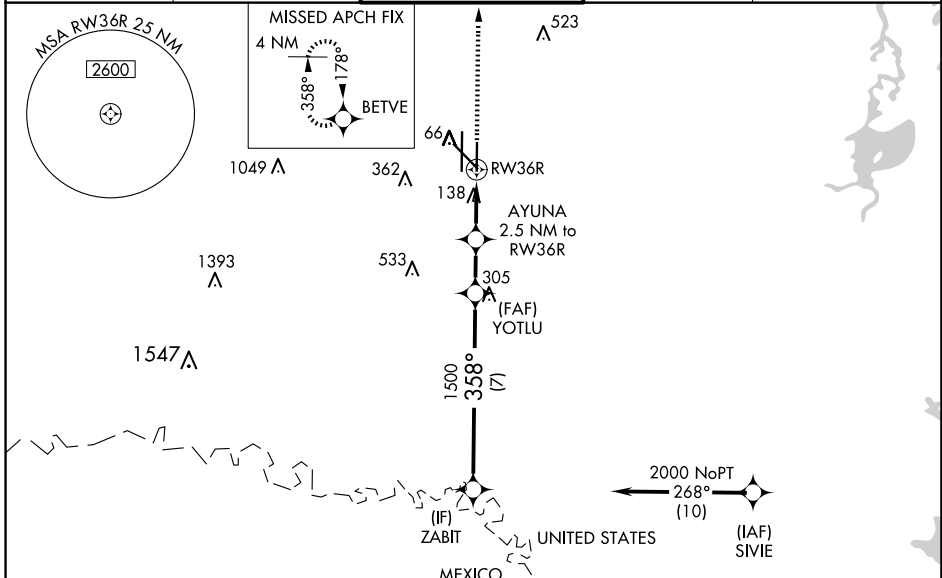 MSA RW36R 25 NM
2600
MISSED APCH FIX
4 NM
358°
178°
BETVE
523
66
RW36R
1049
362
138
AYUNA
2.5 NM to
RW36R
1393
533
305
(FAF)
YOTLU
1547
1500
358°
(7)
2000 NoPT
268°
(10)
(IF)
ZABIT
(IAF)
SIVIE
UNITED STATES
MEXICO